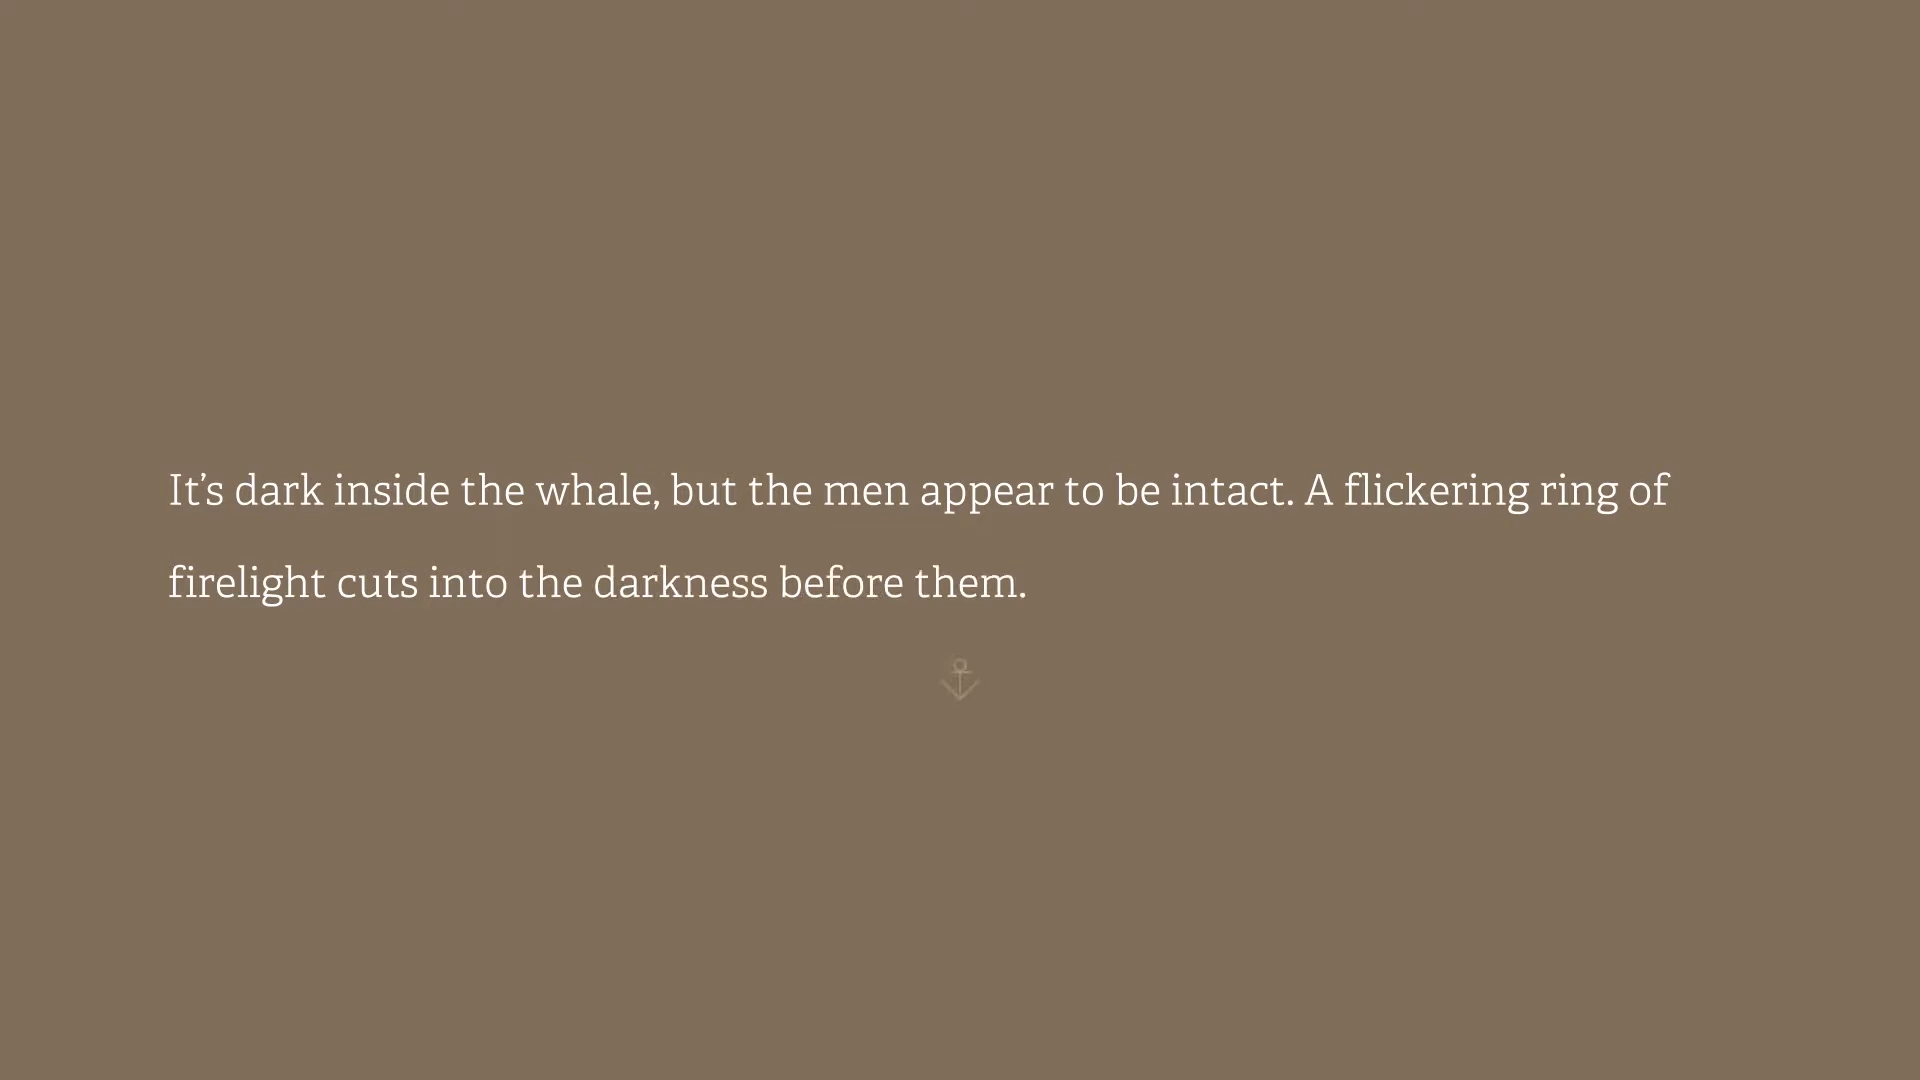 It’s dark inside the whale, but the men appear to be intact. A flickering ring of
firelight cuts into the darkness before them.